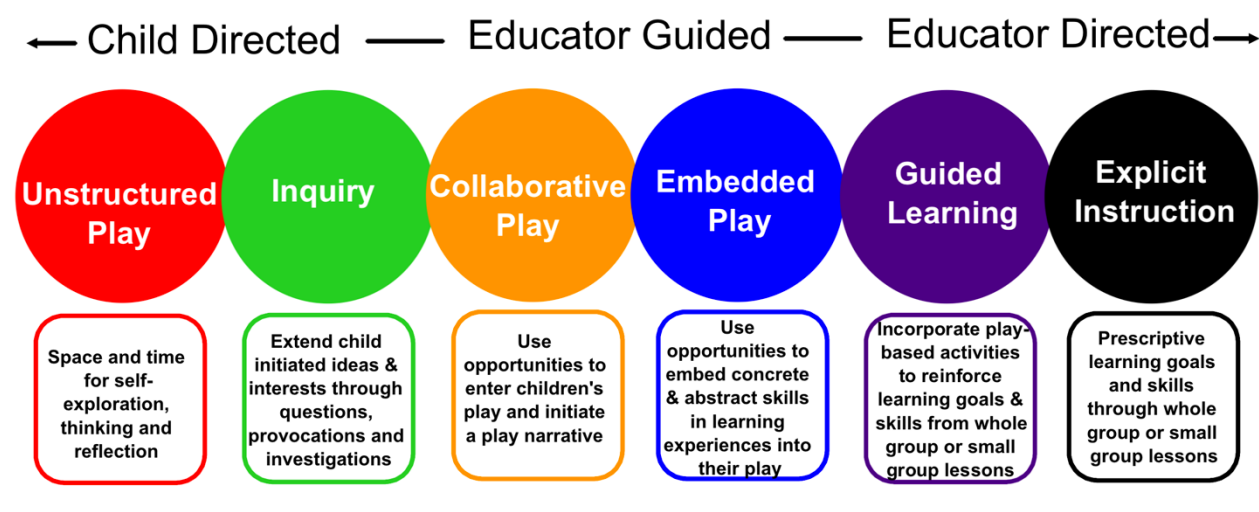 Child Directed
Educator Guided
Educator Directed
Unstructured
Play
Inquiry
Collaborative
Play
Embedded
Play
Guided
Learning
Explicit
Instruction
Space and time
for self-
exploration,
thinking and
reflection
Extend child
initiated ideas &
interests through
questions,
provocations and
investigations
Use
opportunities to
enter children's
play and initiate
a play narrative
Use
opportunities to
embed concrete
& abstract skills
in learning
experiences into
their play
Incorporate play-
based activities
to reinforce
learning goals &
skills from whole
group or small
group lessons
Prescriptive
learning goals
and skills
through whole
group or small
group lessons